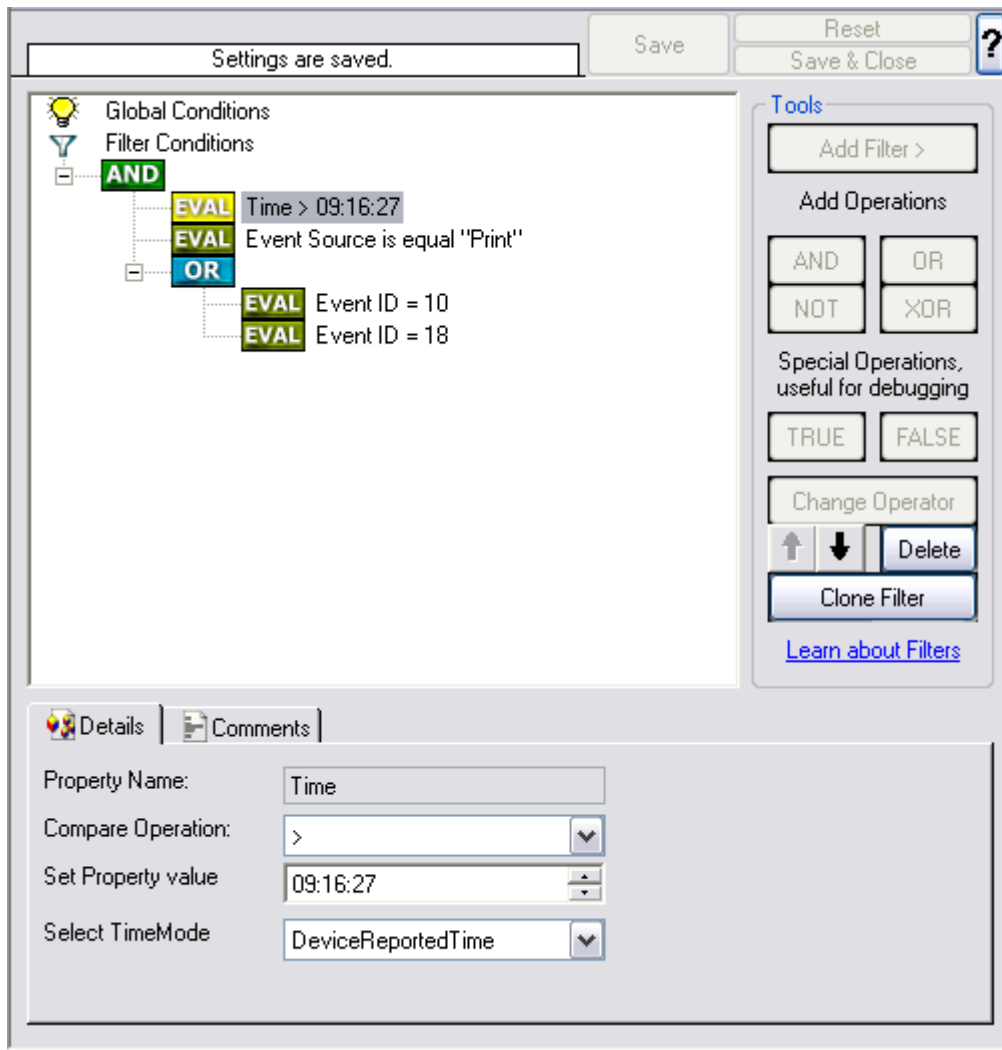 Settings are saved.
Save
Reset
Save & Close
?
Global Conditions
Filter Conditions
AND
EVAL Time > 09:16:27
EVAL Event Source is equal "Print"
OR
EVAL Event ID = 10
EVAL Event ID = 18
Tools
Add Filter >
Add Operations
AND OR
NOT XOR
Special Operations,
useful for debugging
TRUE FALSE
Change Operator
Delete
Clone Filter
Learn about Filters
Details Comments
Property Name: Time
Compare Operation: >
Set Property value 09:16:27
Select TimeMode DeviceReportedTime